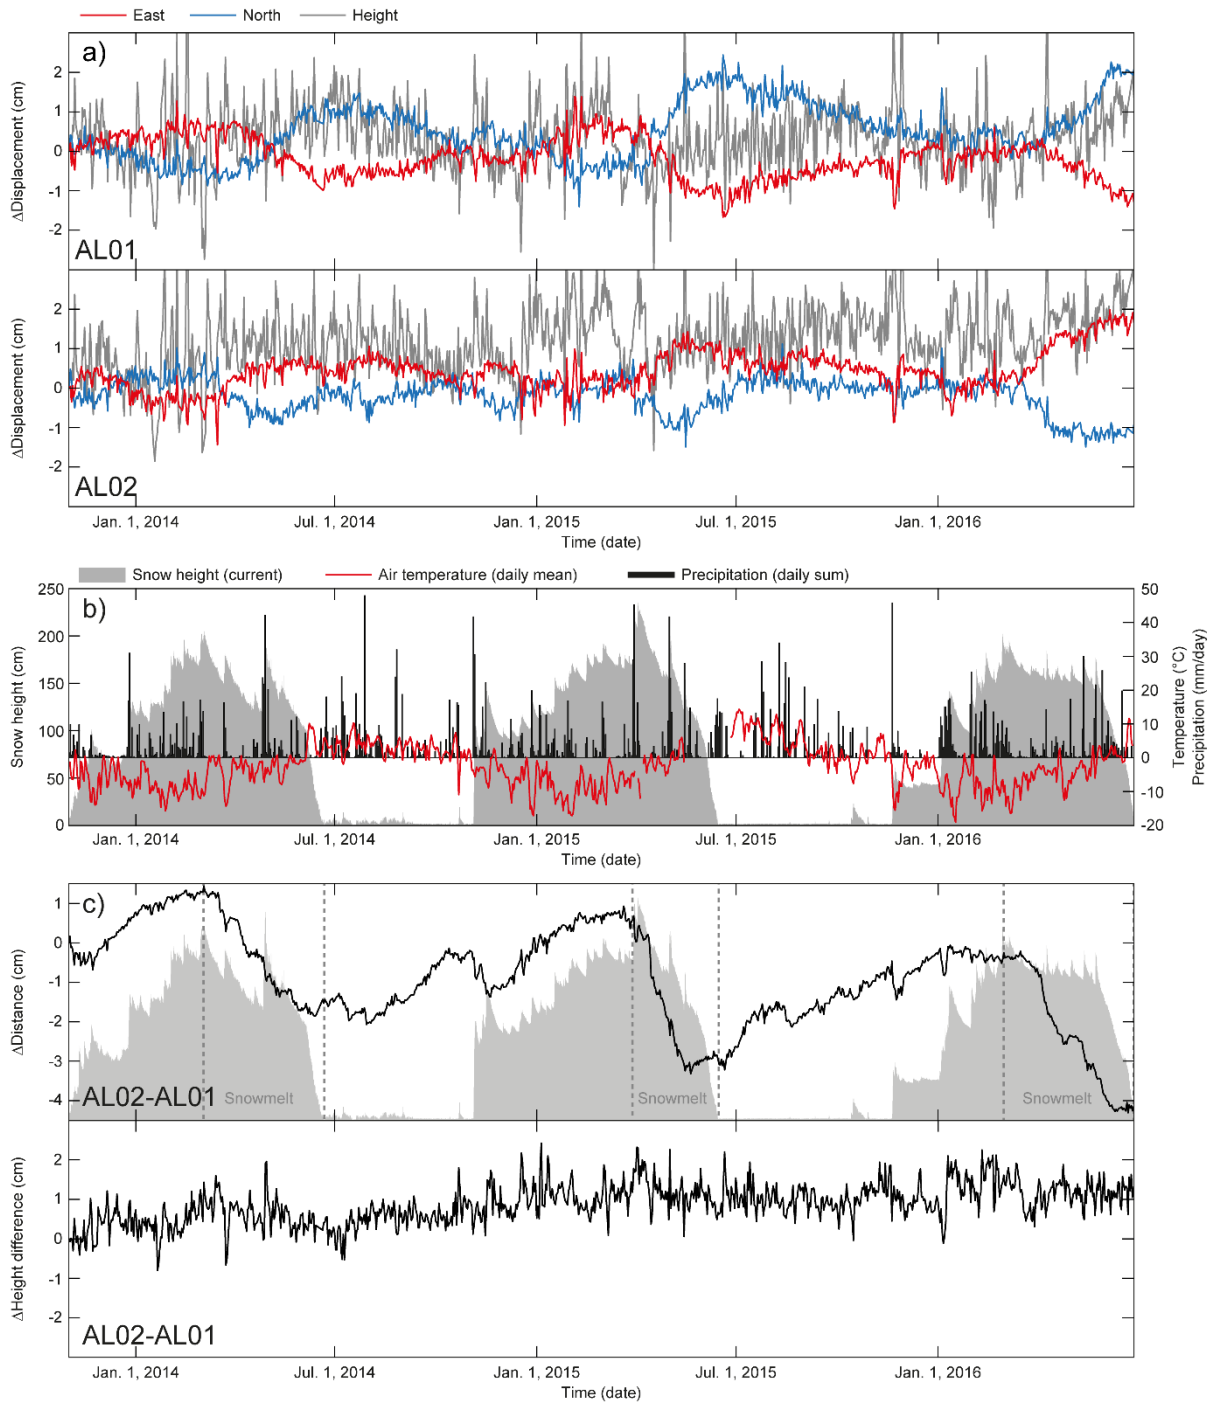 East North Height
a)
ΔDisplacement (cm)
2
1
0
-1
-2
AL01
ΔDisplacement (cm)
2
1
0
-1
-2
AL02
Jan. 1, 2014 Jul. 1, 2014 Jan. 1, 2015 Jul. 1, 2015 Jan. 1, 2016
Time (date)
Snow height (current) Air temperature (daily mean) Precipitation (daily sum)
b)
Snow height (cm)
250
200
150
100
50
0
50
40
30
20
10
0
-10
-20
Temperature (°C)
Precipitation (mm/day)
Jan. 1, 2014 Jul. 1, 2014 Jan. 1, 2015 Jul. 1, 2015 Jan. 1, 2016
Time (date)
c)
ΔDistance (cm)
1
0
-1
-2
-3
-4
AL02-AL01
Snowmelt Snowmelt Snowmelt
ΔHeight difference (cm)
2
1
0
-1
-2
AL02-AL01
Jan. 1, 2014 Jul. 1, 2014 Jan. 1, 2015 Jul. 1, 2015 Jan. 1, 2016
Time (date)